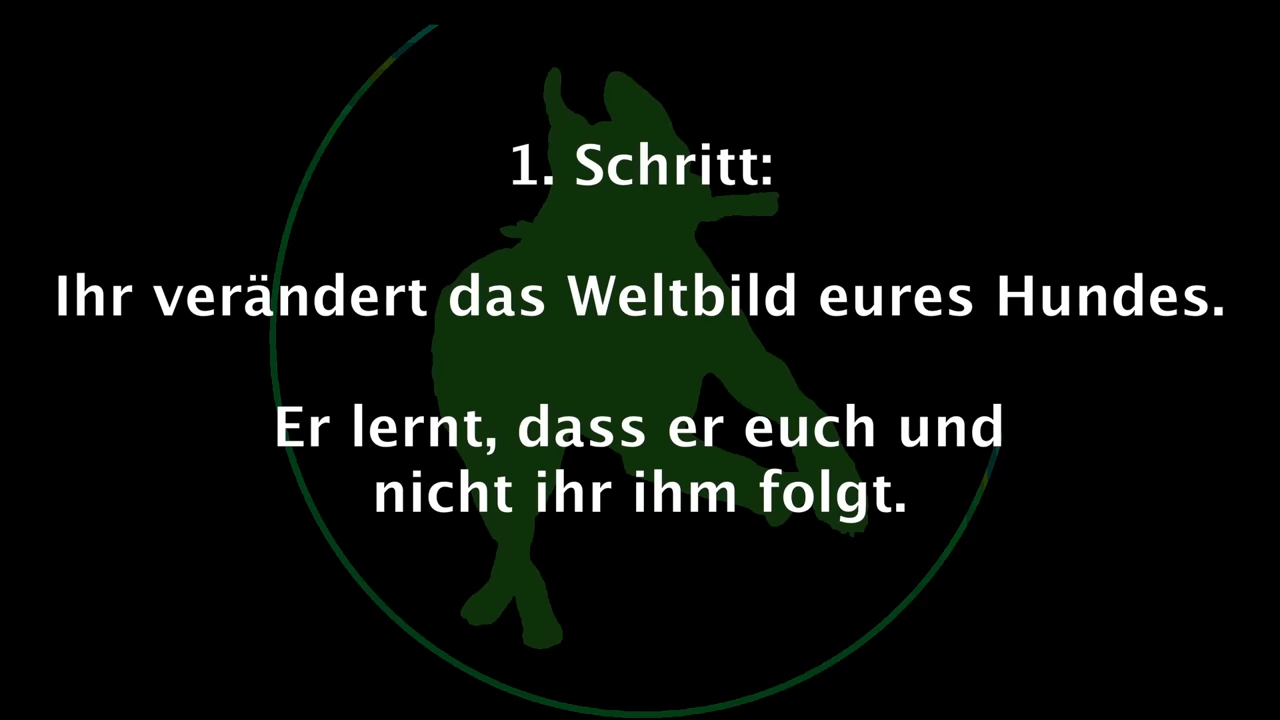 1. Schritt:
Ihr verändert das Weltbild eures Hundes.
Er lernt, dass er euch und
nicht ihr ihm folgt.